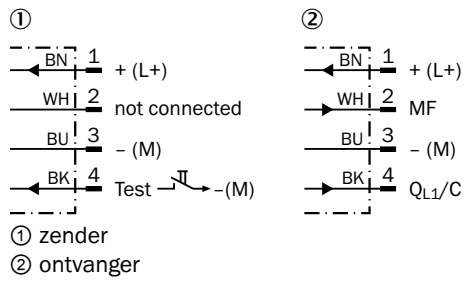 ① ②
BN 1 + (L+) BN 1 + (L+)
WH 2 not connected WH 2 MF
BU 3 – (M) BU 3 – (M)
BK 4 Test –(M) BK 4 QL1/C
① zender
② ontvanger